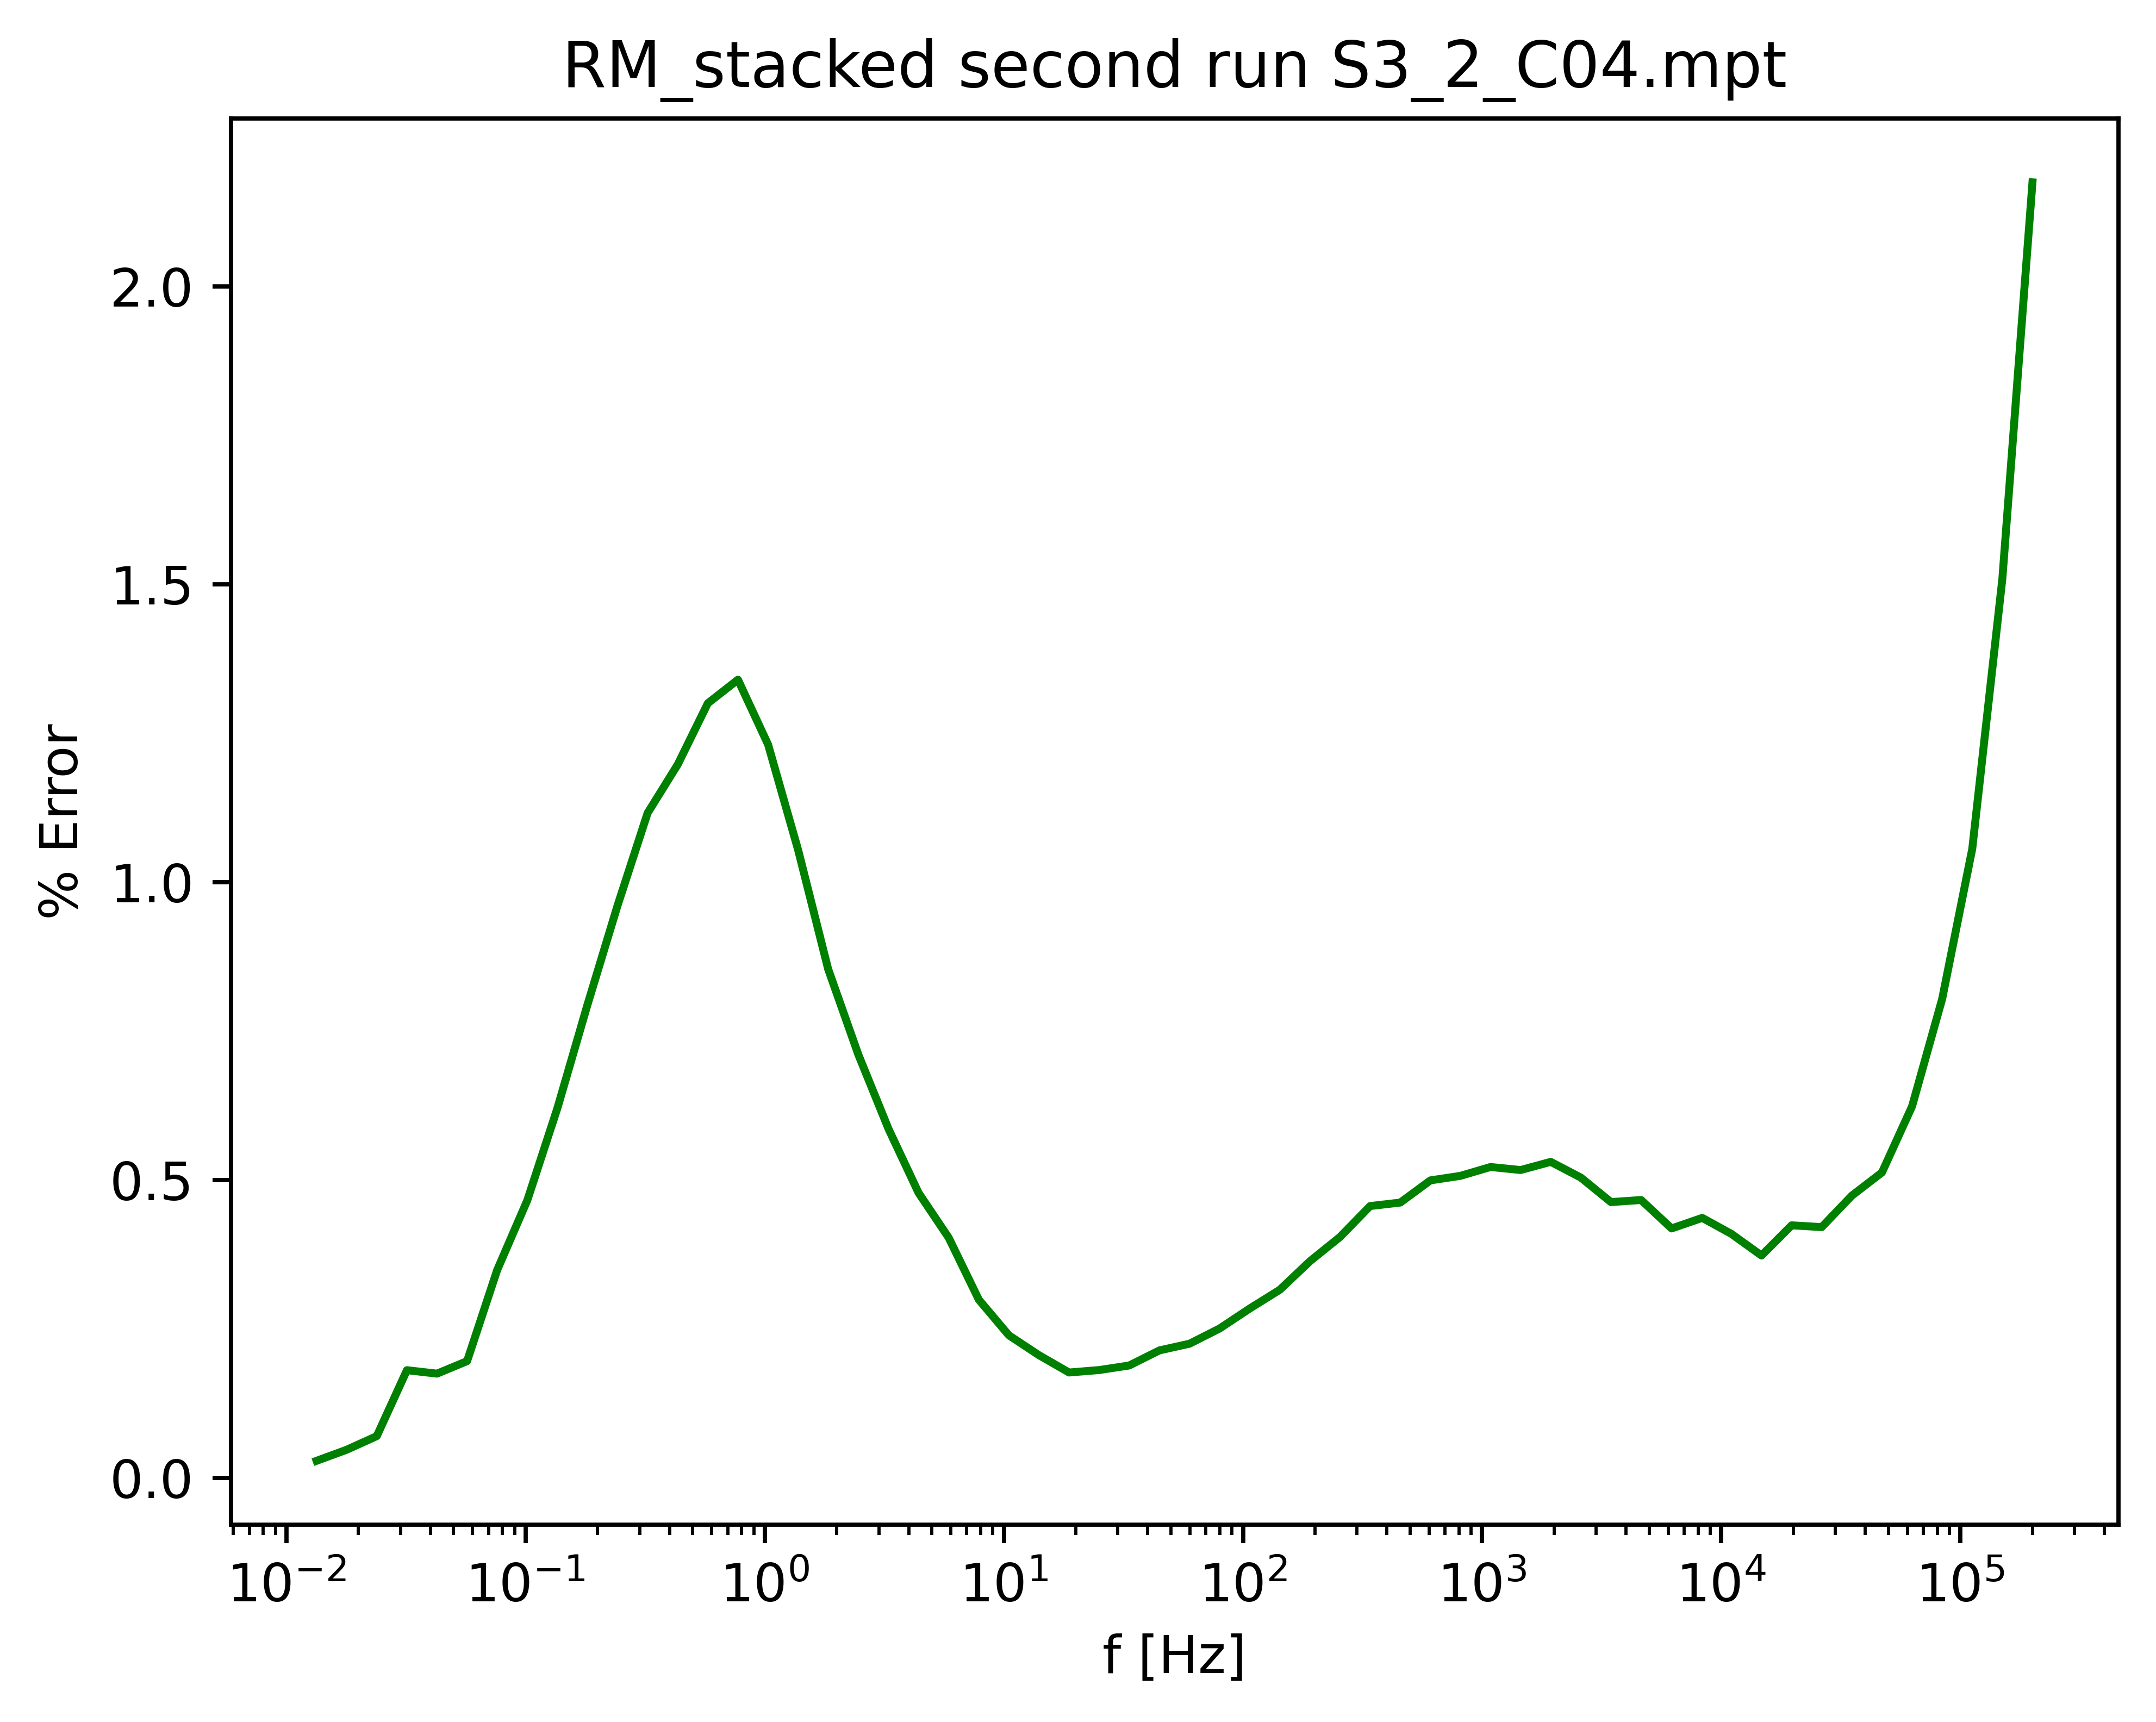 RM_stacked second run S3_2_C04.mpt
% Error
2.0
1.5
1.0
0.5
0.0
10⁻² 10⁻¹ 10⁰ 10¹ 10² 10³ 10⁴ 10⁵
f [Hz]